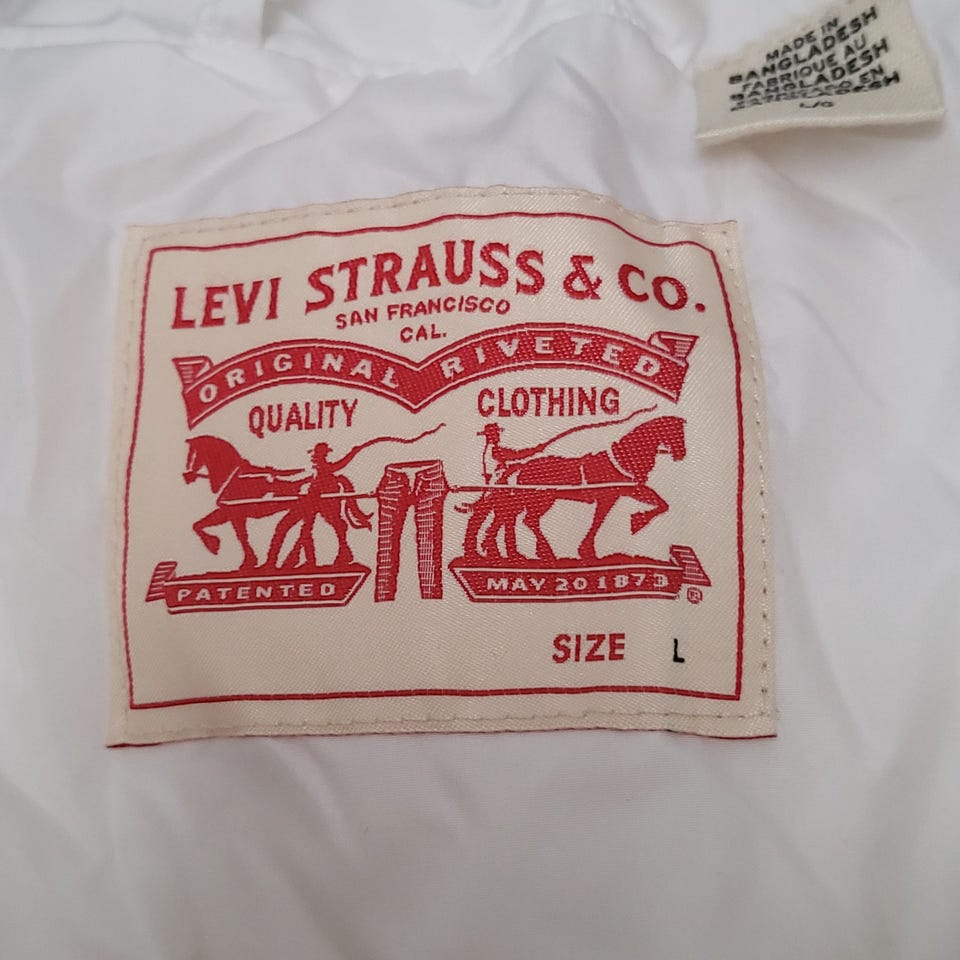 MADE IN
BANGLADESH
FABRIQUE AU
BANGLADESH
L/G
LEVI STRAUSS & CO.
SAN FRANCISCO
CAL.
ORIGINAL RIVETED
QUALITY CLOTHING
PATENTED MAY 20 1873 ®
SIZE L